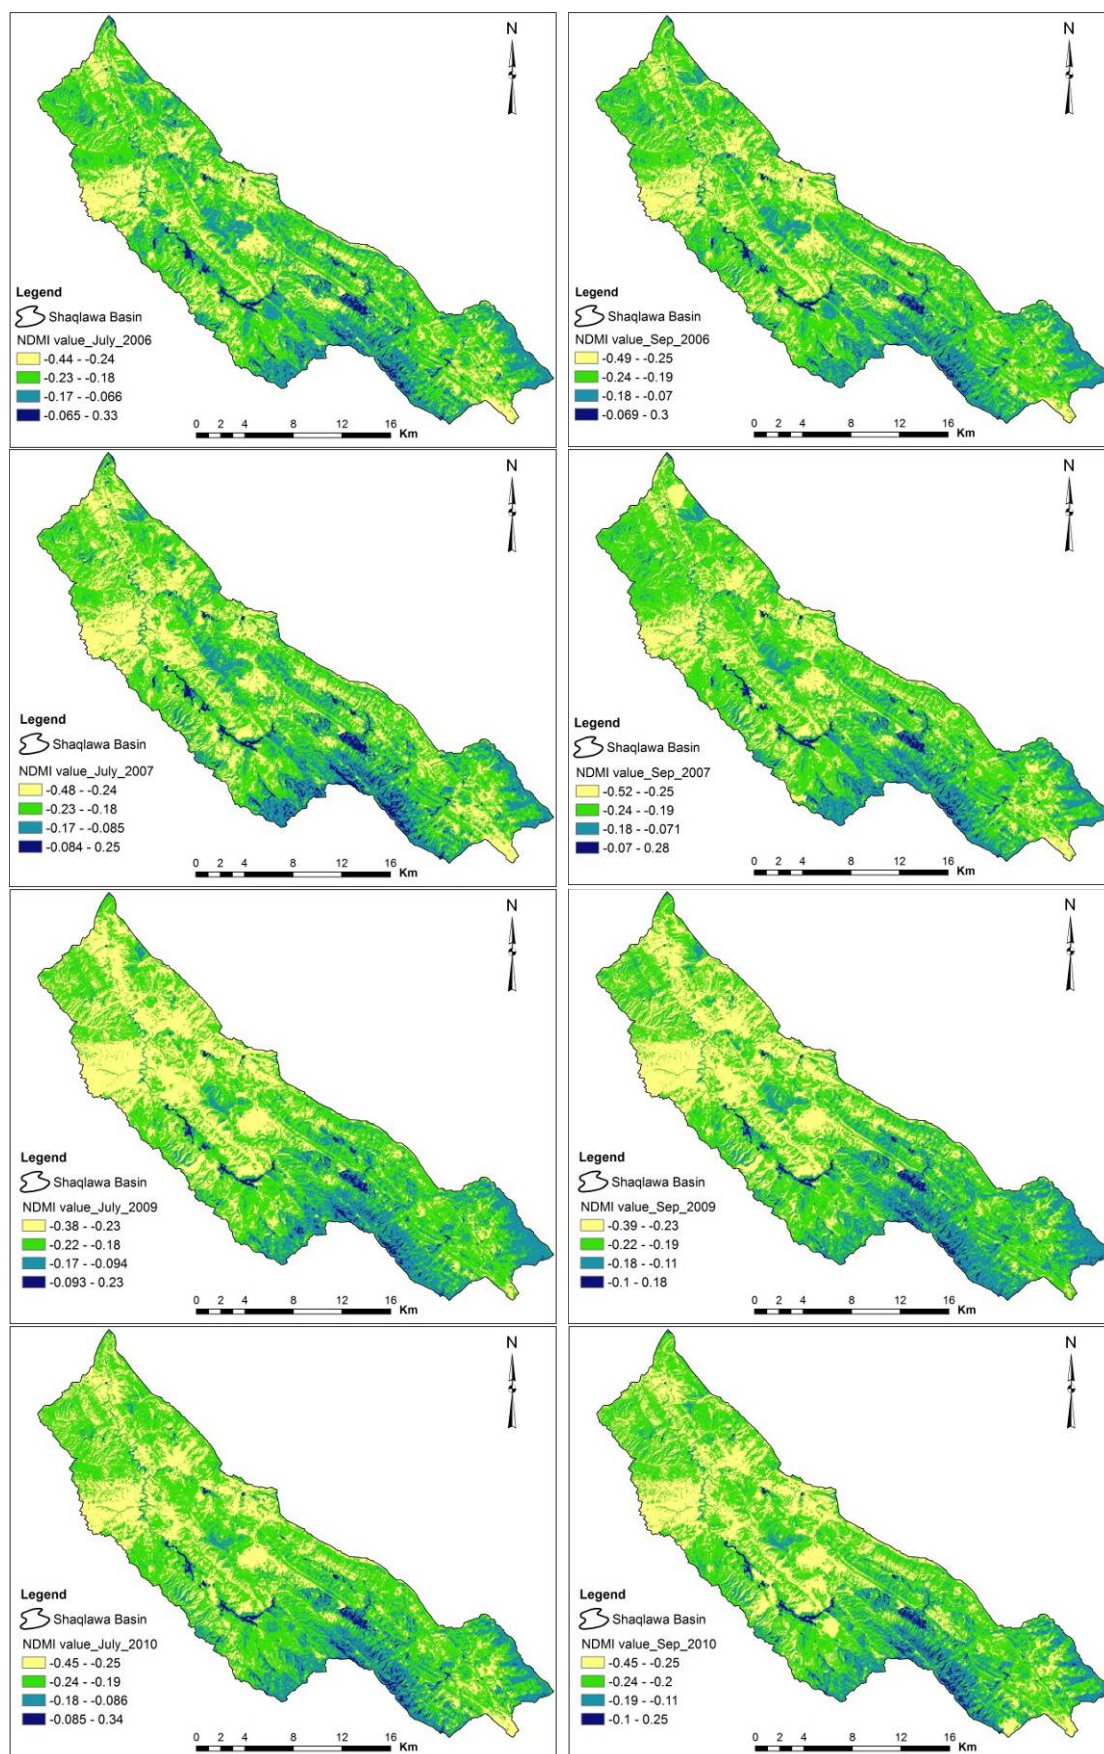 N
Legend
Shaqlawa Basin
NDMI value_July_2006
-0.44 - -0.24
-0.23 - -0.18
-0.17 - -0.066
-0.065 - 0.33
0 2 4 8 12 16
Km
N
Legend
Shaqlawa Basin
NDMI value_Sep_2006
-0.49 - -0.25
-0.24 - -0.19
-0.18 - -0.07
-0.069 - 0.3
0 2 4 8 12 16
Km
N
Legend
Shaqlawa Basin
NDMI value_July_2007
-0.48 - -0.24
-0.23 - -0.18
-0.17 - -0.085
-0.084 - 0.25
0 2 4 8 12 16
Km
N
Legend
Shaqlawa Basin
NDMI value_Sep_2007
-0.52 - -0.25
-0.24 - -0.19
-0.18 - -0.071
-0.07 - 0.28
0 2 4 8 12 16
Km
N
Legend
Shaqlawa Basin
NDMI value_July_2009
-0.38 - -0.23
-0.22 - -0.18
-0.17 - -0.094
-0.093 - 0.23
0 2 4 8 12 16
Km
N
Legend
Shaqlawa Basin
NDMI value_Sep_2009
-0.39 - -0.23
-0.22 - -0.19
-0.18 - -0.11
-0.1 - 0.18
0 2 4 8 12 16
Km
N
Legend
Shaqlawa Basin
NDMI value_July_2010
-0.45 - -0.25
-0.24 - -0.19
-0.18 - -0.086
-0.085 - 0.34
0 2 4 8 12 16
Km
N
Legend
Shaqlawa Basin
NDMI value_Sep_2010
-0.45 - -0.25
-0.24 - -0.2
-0.19 - -0.11
-0.1 - 0.25
0 2 4 8 12 16
Km